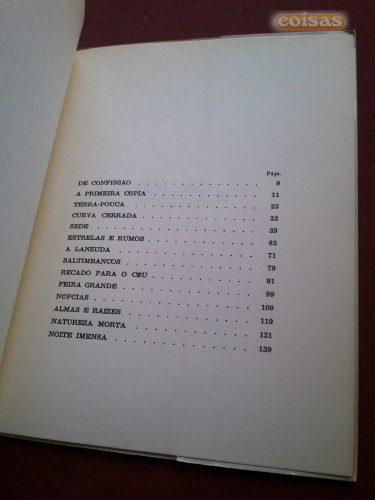 coisas
Págs.
DE CONFISSÃO . . . . . . . . . . . . 9
A PRIMEIRA CÓPIA . . . . . . . . . . 11
TERRA-POUCA . . . . . . . . . . . . 23
CURVA CERRADA . . . . . . . . . . . 33
SEDE . . . . . . . . . . . . . . . 39
ESTRELAS E RUMOS . . . . . . . . . . 63
A LANZUDA . . . . . . . . . . . . . 71
SALTIMBANCOS . . . . . . . . . . . . 79
RECADO PARA O CÉU . . . . . . . . . 91
FEIRA GRANDE . . . . . . . . . . . . 99
NOPCIAS . . . . . . . . . . . . . . 109
ALMAS E RAÍZES . . . . . . . . . . . 119
NATUREZA MORTA . . . . . . . . . . . 131
NOITE IMENSA . . . . . . . . . . . . 139